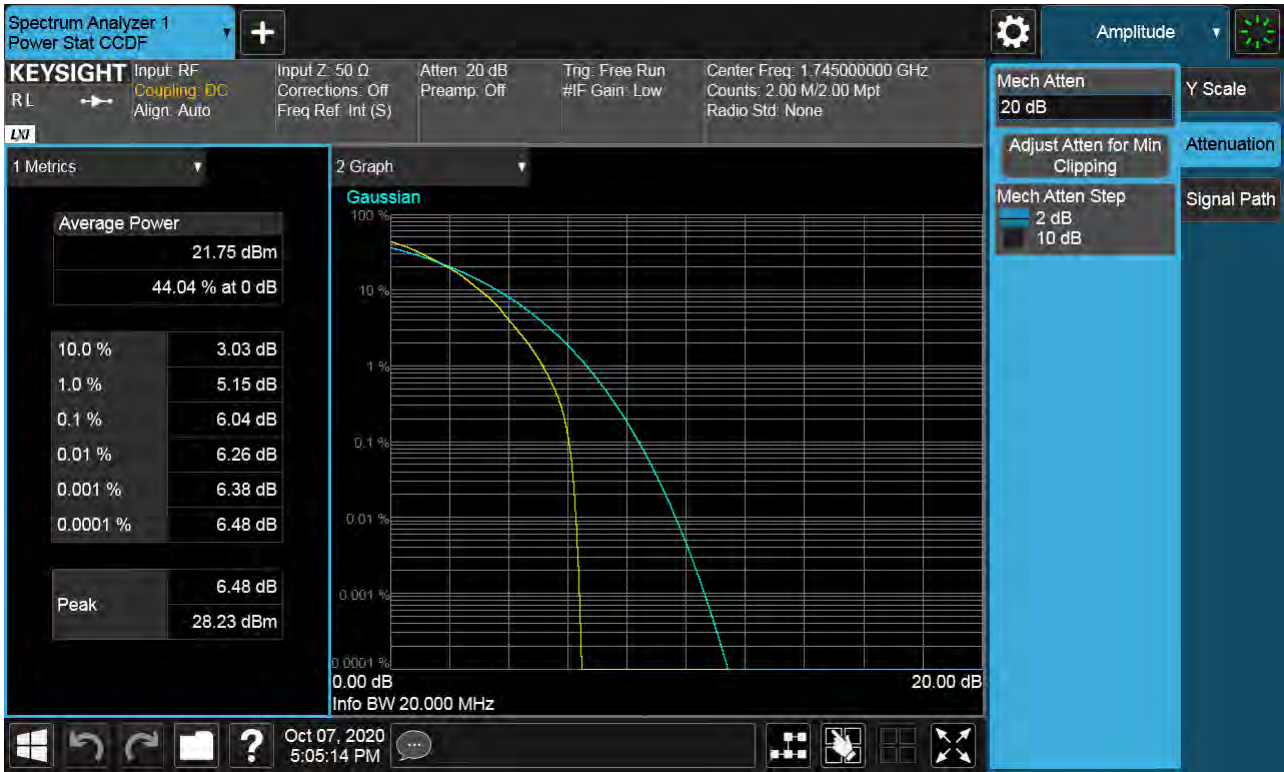 Spectrum Analyzer 1
Power Stat CCDF
+
Amplitude
KEYSIGHT
R L
LXI
Input: RF
Coupling: DC
Align: Auto
Input Z: 50 Ω
Corrections: Off
Freq Ref: Int (S)
Atten: 20 dB
Preamp: Off
Trig: Free Run
#IF Gain: Low
Center Freq: 1.745000000 GHz
Counts: 2.00 M/2.00 Mpt
Radio Std: None
1 Metrics
Average Power
21.75 dBm
44.04 % at 0 dB
10.0 % 3.03 dB
1.0 % 5.15 dB
0.1 % 6.04 dB
0.01 % 6.26 dB
0.001 % 6.38 dB
0.0001 % 6.48 dB
Peak
6.48 dB
28.23 dBm
2 Graph
Gaussian
100 %
10 %
1 %
0.1 %
0.01 %
0.001 %
0.0001 %
0.00 dB 20.00 dB
Info BW 20.000 MHz
Mech Atten
20 dB
Adjust Atten for Min
Clipping
Mech Atten Step
2 dB
10 dB
Y Scale
Attenuation
Signal Path
?
Oct 07, 2020
5:05:14 PM